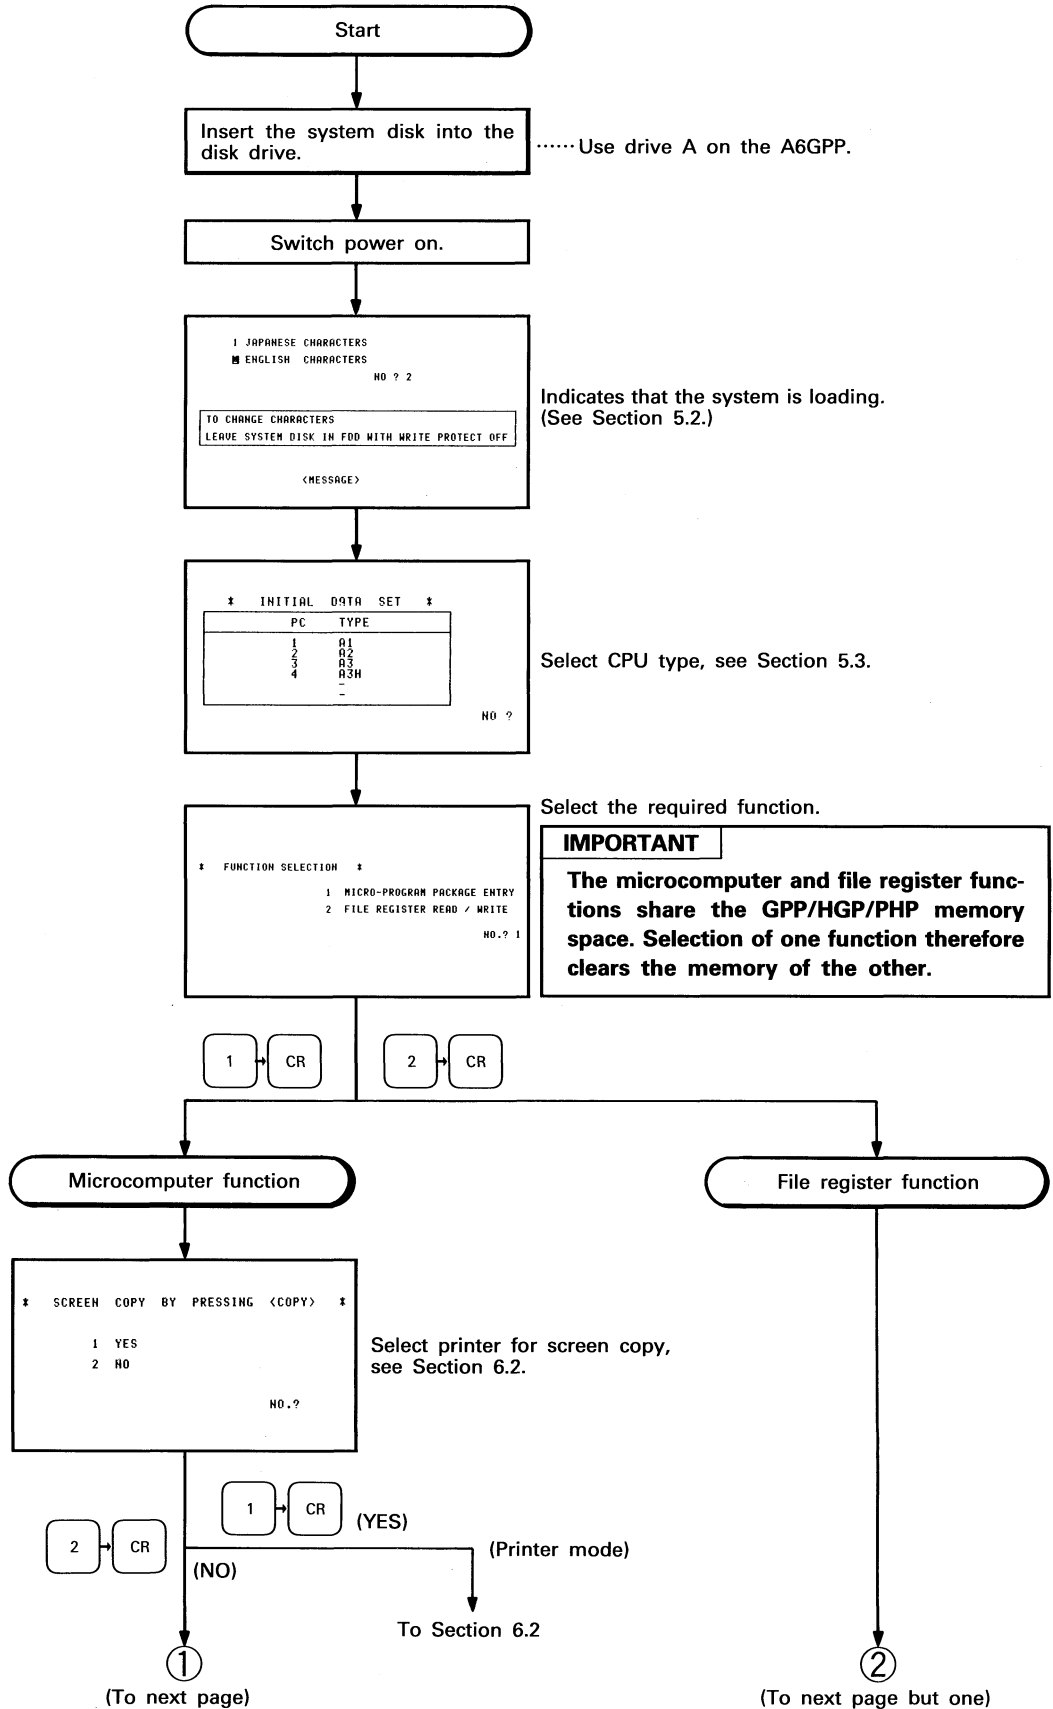 Start
Insert the system disk into the
disk drive.
······Use drive A on the A6GPP.
Switch power on.
1 JAPANESE CHARACTERS
ENGLISH CHARACTERS
NO ? 2
TO CHANGE CHARACTERS
LEAVE SYSTEM DISK IN FDD WITH WRITE PROTECT OFF
<MESSAGE>
Indicates that the system is loading.
(See Section 5.2.)
* INITIAL DATA SET *
PC TYPE
1 A1
2 A2
3 A3
4 A3H
-
-
NO ?
Select CPU type, see Section 5.3.
Select the required function.
* FUNCTION SELECTION *
1 MICRO-PROGRAM PACKAGE ENTRY
2 FILE REGISTER READ / WRITE
NO.? 1
IMPORTANT
The microcomputer and file register func-
tions share the GPP/HGP/PHP memory
space. Selection of one function therefore
clears the memory of the other.
1 → CR 2 → CR
Microcomputer function
File register function
* SCREEN COPY BY PRESSING <COPY> *
1 YES
2 NO
NO.?
Select printer for screen copy,
see Section 6.2.
1 → CR (YES)
2 → CR
(NO)
(Printer mode)
To Section 6.2
1
(To next page)
2
(To next page but one)